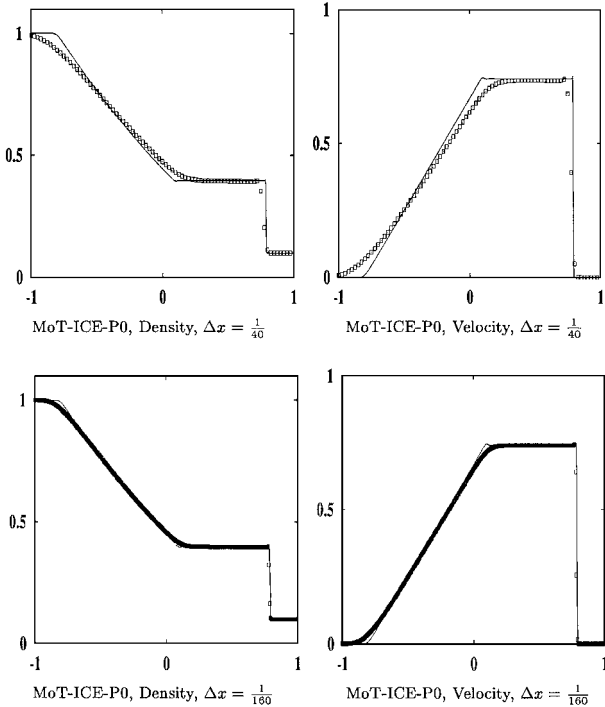 1
0.5
0
-1 0 1
MoT-ICE-P0, Density, Δx = 1/40
1
0.5
0
-1 0 1
MoT-ICE-P0, Velocity, Δx = 1/40
1
0.5
0
-1 0 1
MoT-ICE-P0, Density, Δx = 1/160
1
0.5
0
-1 0 1
MoT-ICE-P0, Velocity, Δx = 1/160